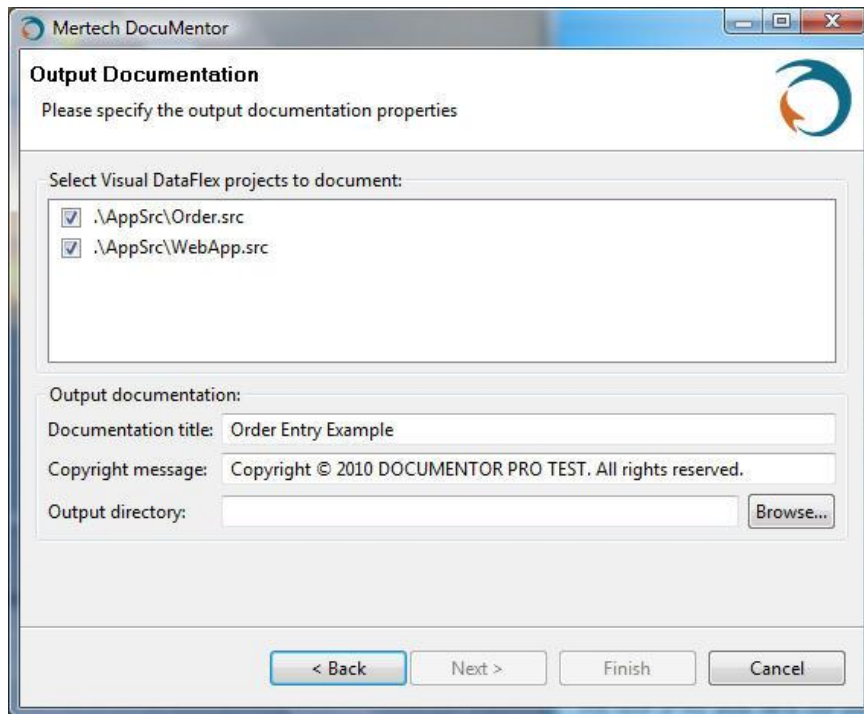 Mertech DocuMentor
Output Documentation
Please specify the output documentation properties
Select Visual DataFlex projects to document:
.\AppSrc\Order.src
.\AppSrc\WebApp.src
Output documentation:
Documentation title: Order Entry Example
Copyright message: Copyright © 2010 DOCUMENTOR PRO TEST. All rights reserved.
Output directory: Browse...
< Back Next > Finish Cancel